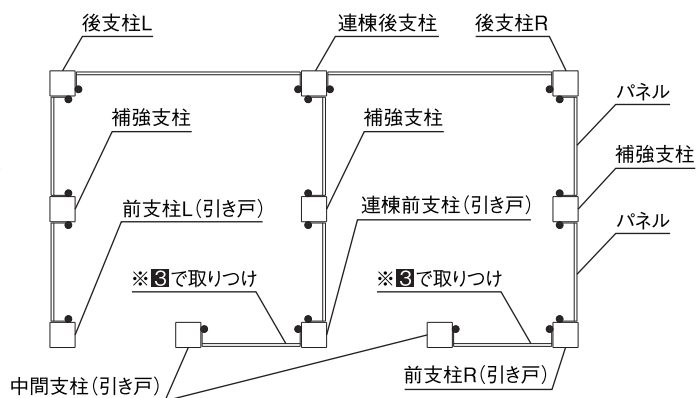 後支柱L
連棟後支柱
後支柱R
パネル
補強支柱
補強支柱
補強支柱
前支柱L(引き戸)
連棟前支柱(引き戸)
パネル
※3で取りつけ
※3で取りつけ
中間支柱(引き戸)
前支柱R(引き戸)